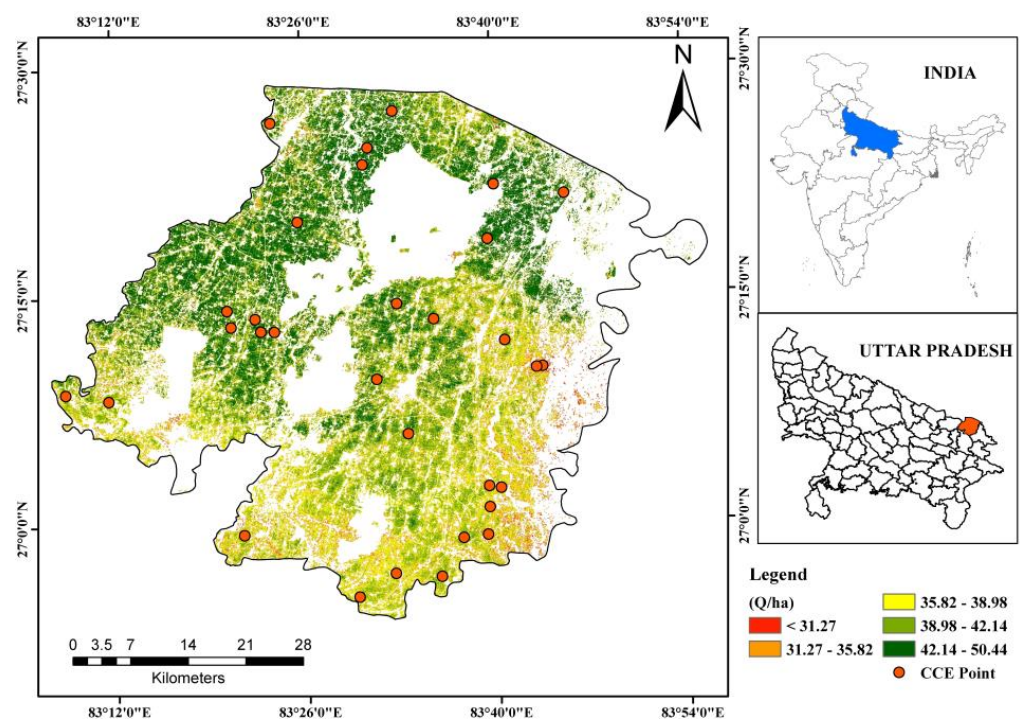 83°12'0"E 83°26'0"E 83°40'0"E 83°54'0"E
27°30'0"N
27°15'0"N
27°0'0"N
N
0 3.5 7 14 21 28
Kilometers
27°30'0"N
27°15'0"N
27°0'0"N
83°12'0"E 83°26'0"E 83°40'0"E 83°54'0"E
INDIA
UTTAR PRADESH
Legend
(Q/ha)
< 31.27
31.27 - 35.82
35.82 - 38.98
38.98 - 42.14
42.14 - 50.44
CCE Point